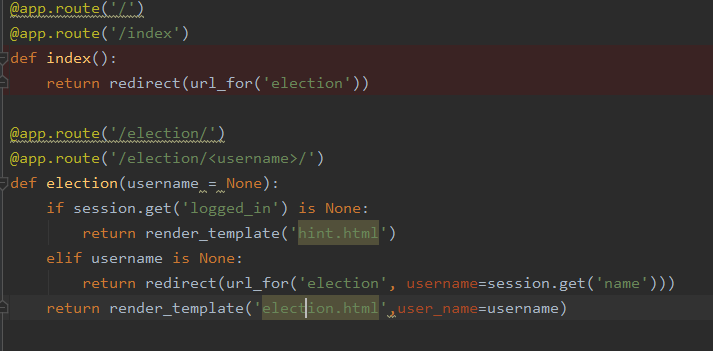 @app.route('/')
@app.route('/index')
def index():
    return redirect(url_for('election'))
@app.route('/election/')
@app.route('/election/<username>/')
def election(username = None):
    if session.get('logged_in') is None:
        return render_template('hint.html')
    elif username is None:
        return redirect(url_for('election', username=session.get('name')))
    return render_template('election.html',user_name=username)